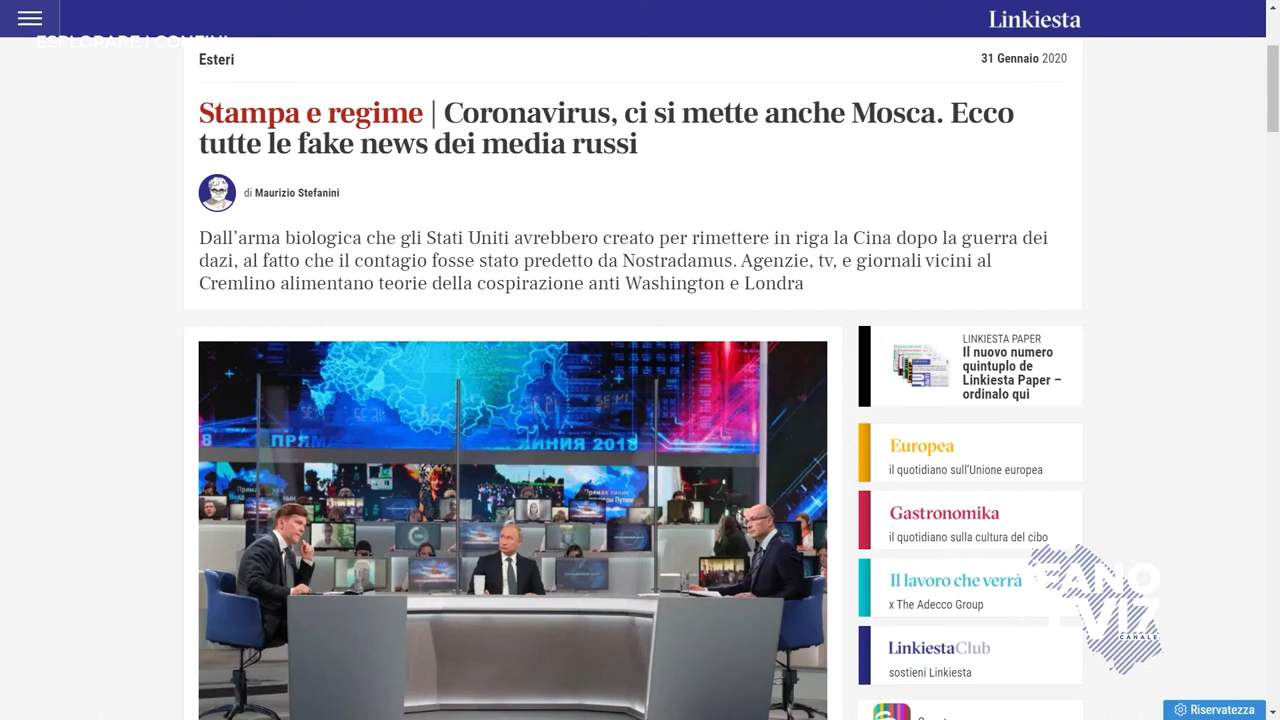 Linkiesta
ESPLORARE I CONFINI
Esteri
31 Gennaio 2020
Stampa e regime | Coronavirus, ci si mette anche Mosca. Ecco
tutte le fake news dei media russi
di Maurizio Stefanini
Dall'arma biologica che gli Stati Uniti avrebbero creato per rimettere in riga la Cina dopo la guerra dei
dazi, al fatto che il contagio fosse stato predetto da Nostradamus. Agenzie, tv, e giornali vicini al
Cremlino alimentano teorie della cospirazione anti Washington e Londra
LINKIESTA PAPER
Il nuovo numero
quintuplo de
Linkiesta Paper –
ordinalo qui
Europea
il quotidiano sull'Unione europea
Gastronomika
il quotidiano sulla cultura del cibo
Il lavoro che verrà
x The Adecco Group
LinkiestaClub
sostieni Linkiesta
CANALE
Riservatezza